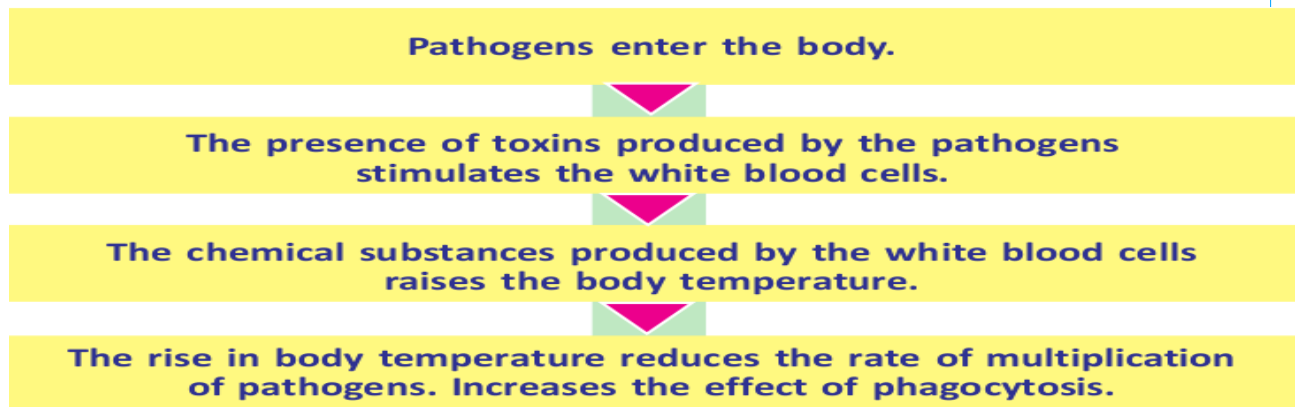 Pathogens enter the body.
The presence of toxins produced by the pathogens
stimulates the white blood cells.
The chemical substances produced by the white blood cells
raises the body temperature.
The rise in body temperature reduces the rate of multiplication
of pathogens. Increases the effect of phagocytosis.